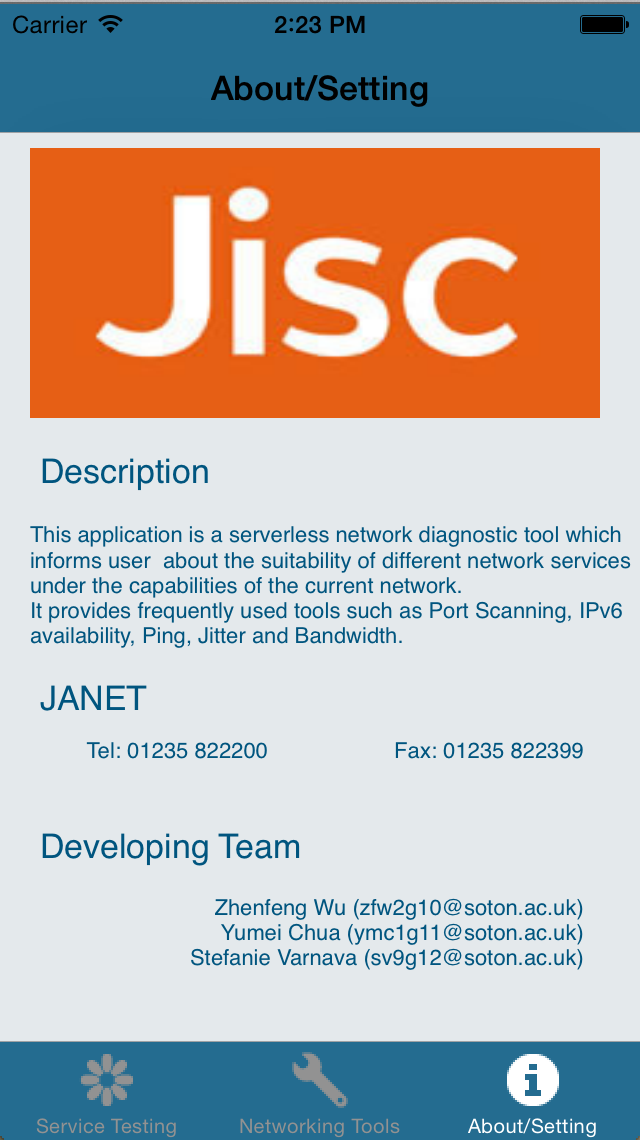 Carrier 2:23 PM
About/Setting
Jisc
Description
This application is a serverless network diagnostic tool which
informs user  about the suitability of different network services
under the capabilities of the current network.
It provides frequently used tools such as Port Scanning, IPv6
availability, Ping, Jitter and Bandwidth.
JANET
Tel: 01235 822200 Fax: 01235 822399
Developing Team
Zhenfeng Wu (zfw2g10@soton.ac.uk)
Yumei Chua (ymc1g11@soton.ac.uk)
Stefanie Varnava (sv9g12@soton.ac.uk)
Service Testing Networking Tools About/Setting